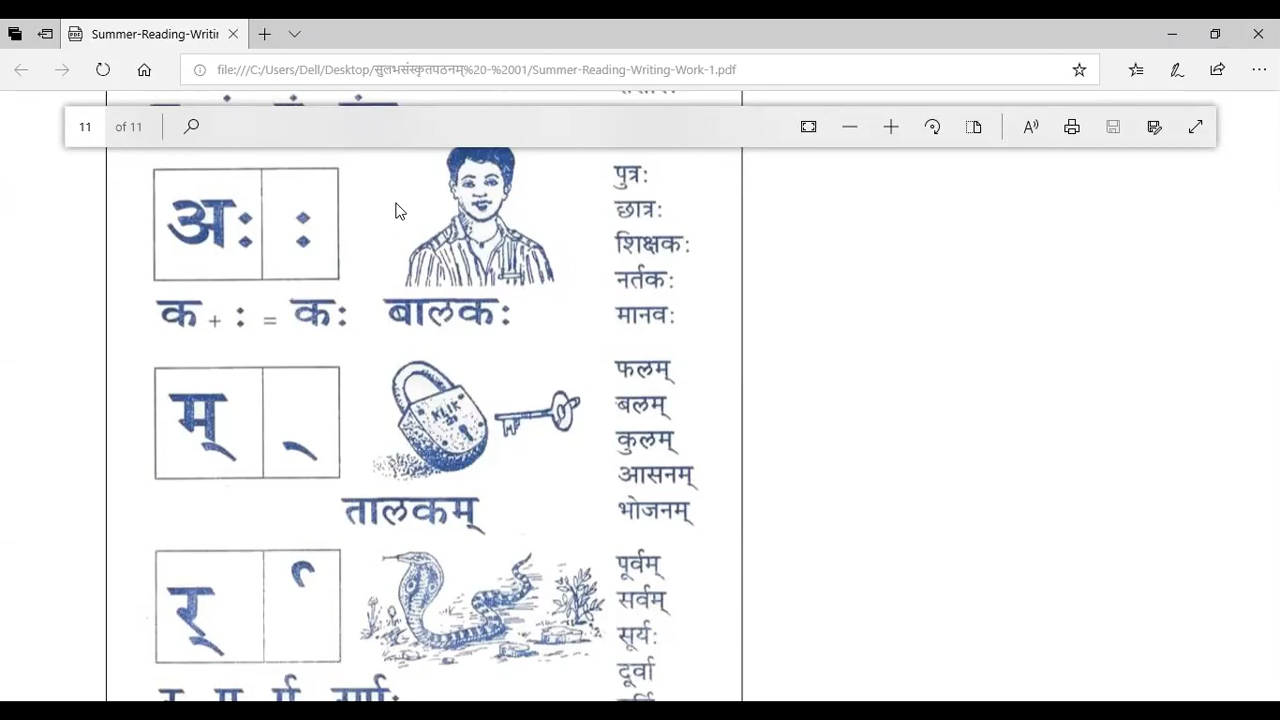 Summer-Reading-Writin
file:///C:/Users/Dell/Desktop/सुलभसंस्कृतपठनम्%20-%2001/Summer-Reading-Writing-Work-1.pdf
11 of 11
अः ः
पुत्रः
छात्रः
शिक्षकः
नर्तकः
मानवः
क + ः = कः बालकः
म् ्
KLIK
फलम्
बलम्
कुलम्
आसनम्
भोजनम्
तालकम्
र् र्
पूर्वम्
सर्वम्
सूर्यः
दूर्वा